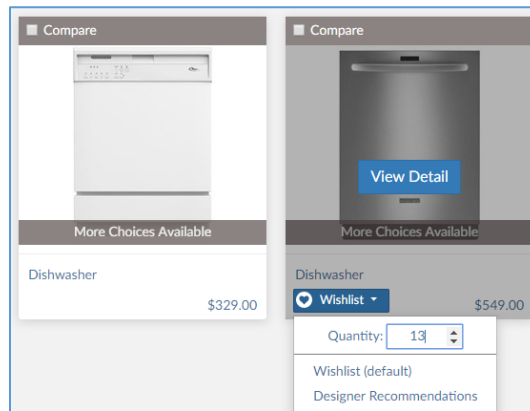 Compare
More Choices Available
Dishwasher
$329.00
Compare
View Detail
More Choices Available
Dishwasher
Wishlist
$549.00
Quantity: 13
Wishlist (default)
Designer Recommendations